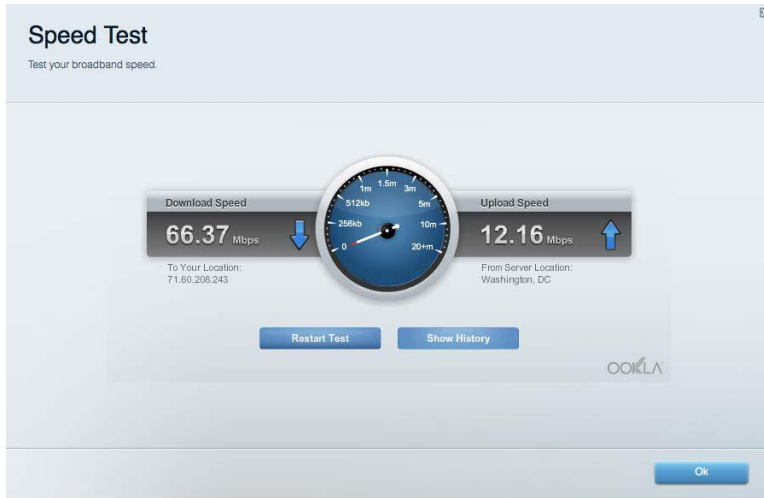 Speed Test
Test your broadband speed.
Download Speed
66.37 Mbps
To Your Location:
71.60.208.243
0
256kb
512kb
1m
1.5m
3m
5m
10m
20+m
Upload Speed
12.16 Mbps
From Server Location:
Washington, DC
Restart Test
Show History
OOKLA
Ok